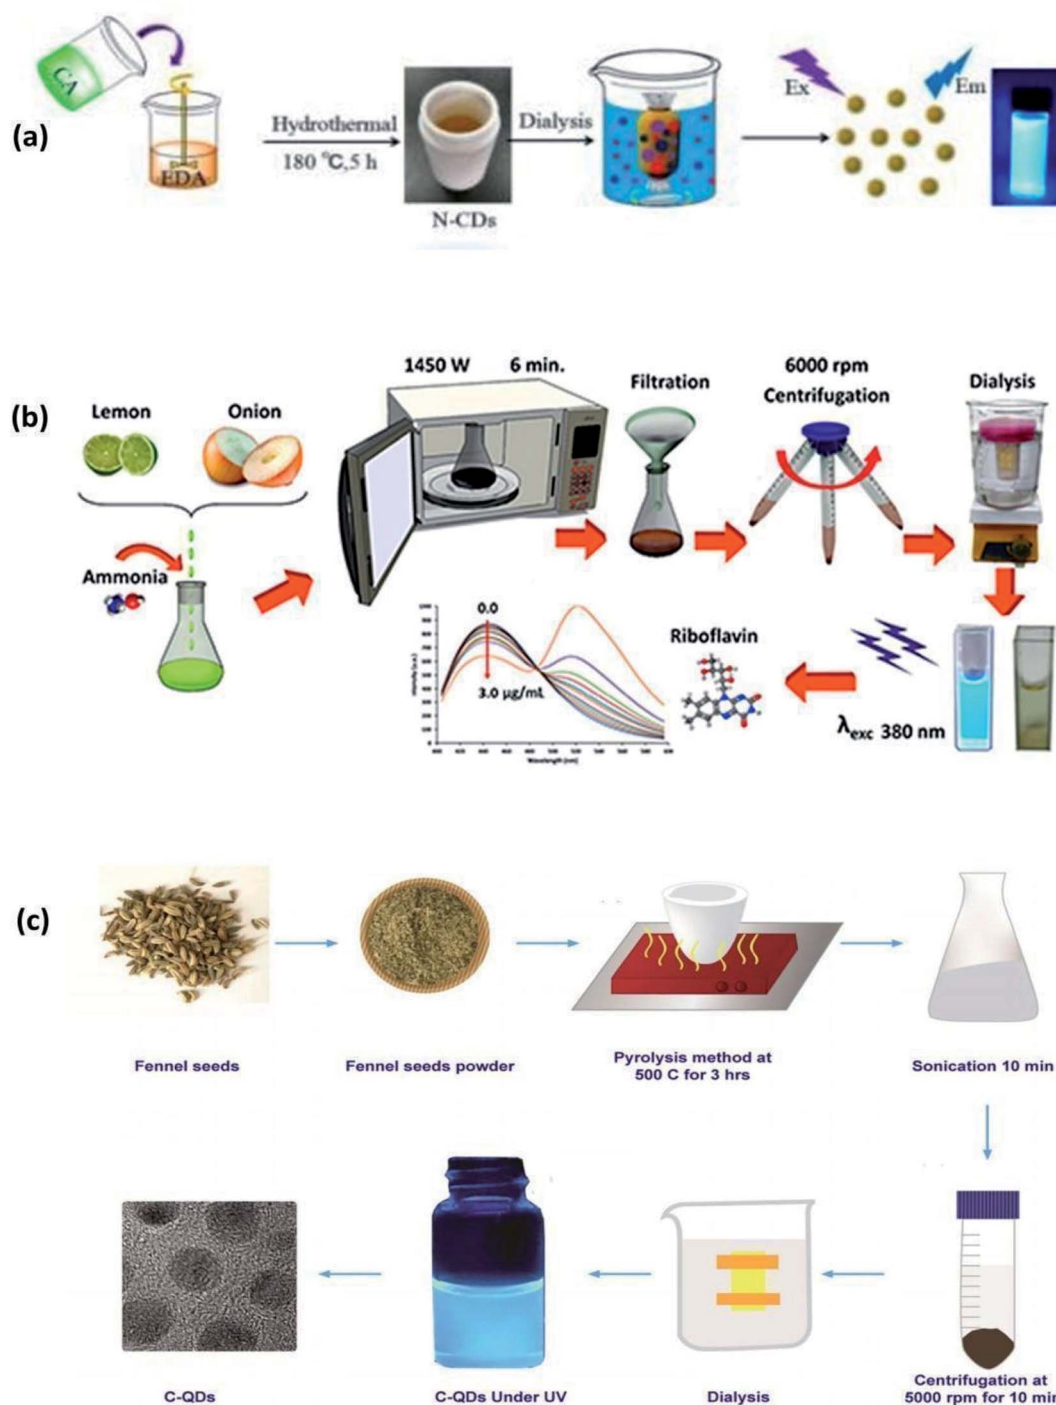 (a)
CA
EDA
Hydrothermal
180 ℃,5 h
N-CDs
Dialysis
Ex
Em
(b)
Lemon
Onion
Ammonia
1450 W 6 min.
Filtration
6000 rpm
Centrifugation
Dialysis
λexc 380 nm
Riboflavin
0.0
3.0 µg/mL
Intensity (a.u.)
Wavelength (nm)
(c)
Fennel seeds
Fennel seeds powder
Pyrolysis method at
500 C for 3 hrs
Sonication 10 min
Centrifugation at
5000 rpm for 10 min
Dialysis
C-QDs Under UV
C-QDs